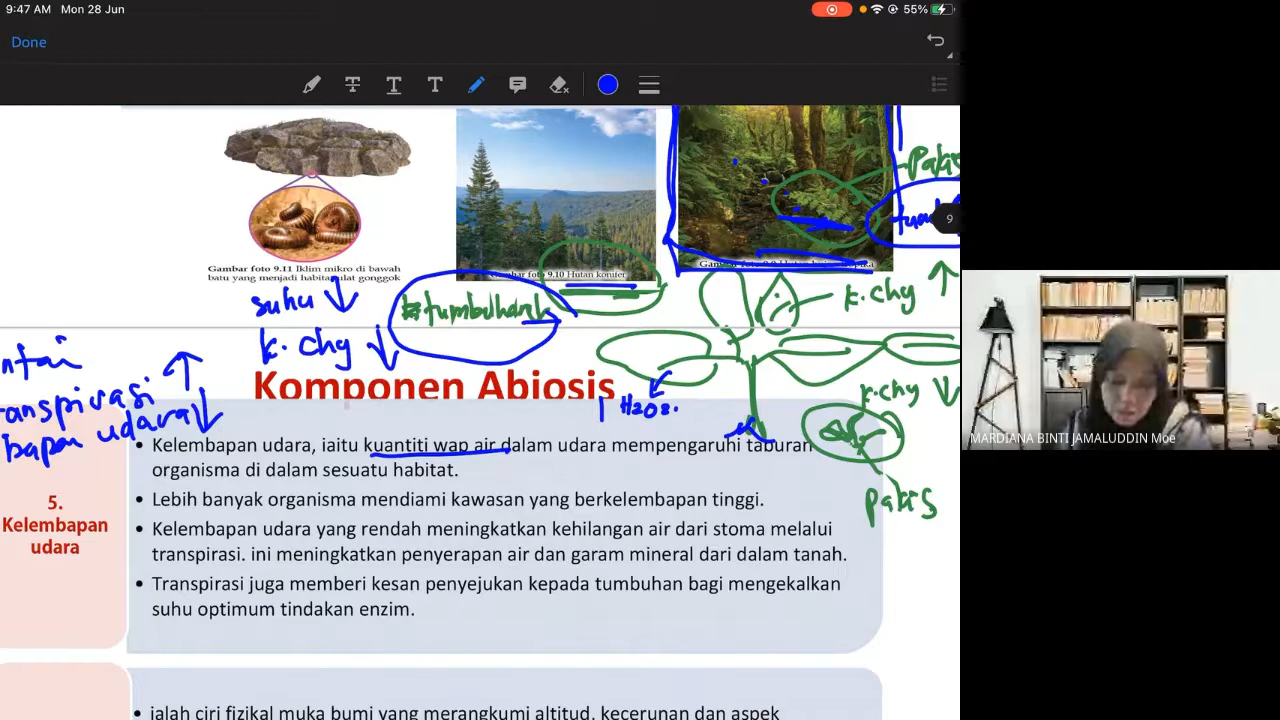 9:47 AM Mon 28 Jun
55%
Done
T T T
9
Gambar foto 9.11 Iklim mikro di bawah
batu yang menjadi habitat ulat gonggok
Gambar foto 9.10 Hutan konifer
suhu ↓
k. chy ↓
tumbuhan
k. chy ↑
k.chy ↓
pakis
H2O
transpirasi ↑
udara ↓
Komponen Abiosis
5.
Kelembapan
udara
• Kelembapan udara, iaitu kuantiti wap air dalam udara mempengaruhi taburan
organisma di dalam sesuatu habitat.
• Lebih banyak organisma mendiami kawasan yang berkelembapan tinggi.
• Kelembapan udara yang rendah meningkatkan kehilangan air dari stoma melalui
transpirasi. ini meningkatkan penyerapan air dan garam mineral dari dalam tanah.
• Transpirasi juga memberi kesan penyejukan kepada tumbuhan bagi mengekalkan
suhu optimum tindakan enzim.
• ialah ciri fizikal muka bumi yang merangkumi altitud, kecerunan dan aspek
MARDIANA BINTI JAMALUDDIN Moe